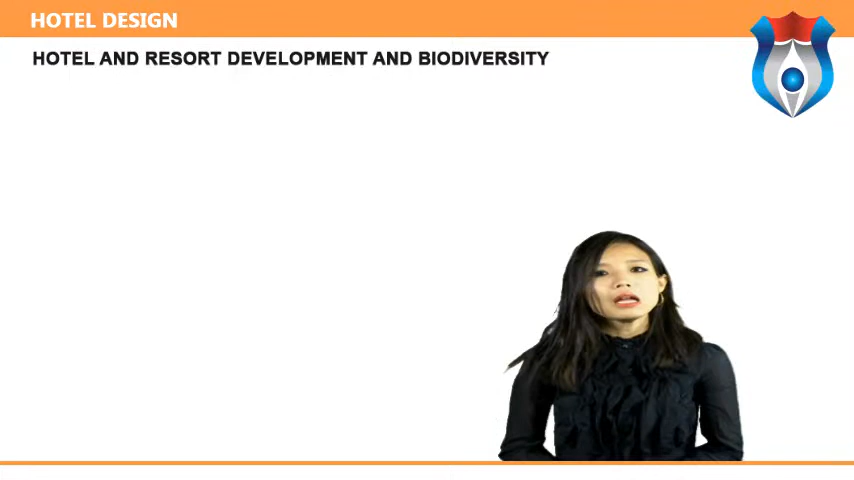 HOTEL DESIGN
HOTEL AND RESORT DEVELOPMENT AND BIODIVERSITY